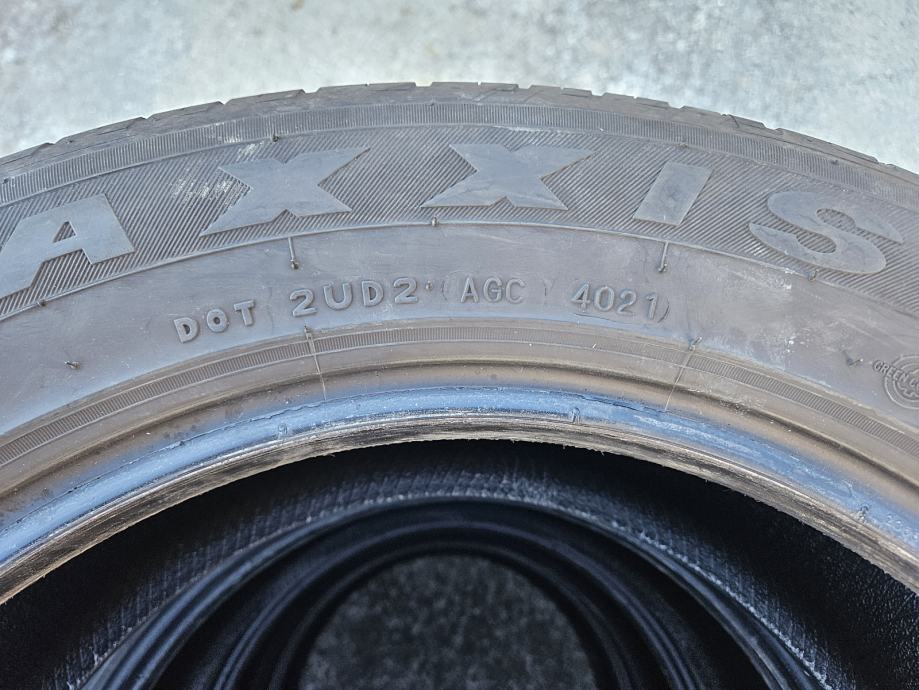 AXXIS
DOT 2UD2 AGC 4021